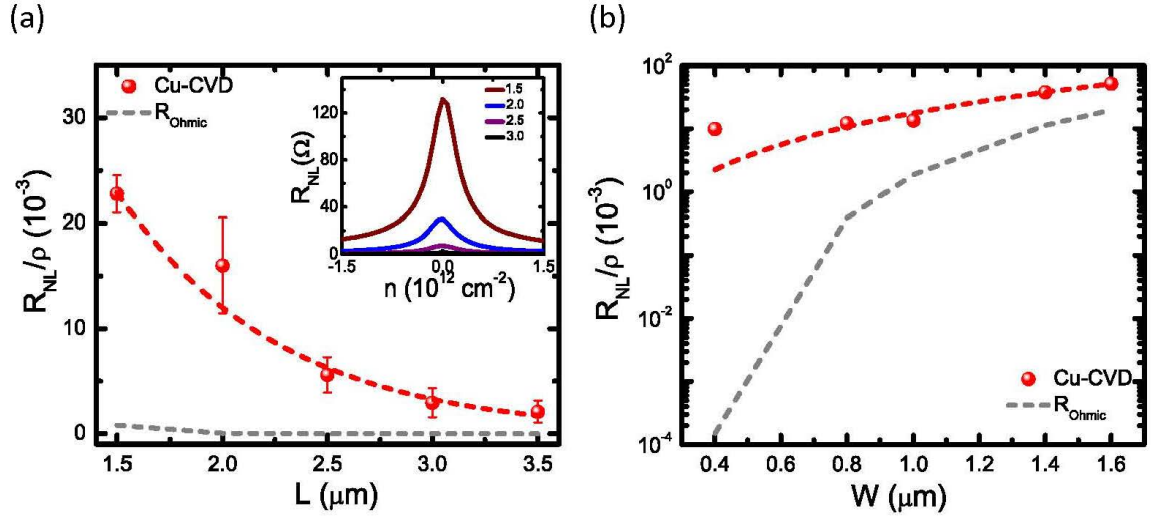 (a)
Cu-CVD
R_Ohmic
R_NL/ρ (10^-3)
30
20
10
0
1.5 2.0 2.5 3.0 3.5
L (μm)
R_NL(Ω)
120
80
40
0
1.5
2.0
2.5
3.0
-1.5 0.0 1.5
n (10^12 cm^-2)
(b)
R_NL/ρ (10^-3)
10^2
10^0
10^-2
10^-4
Cu-CVD
R_Ohmic
0.4 0.6 0.8 1.0 1.2 1.4 1.6
W (μm)